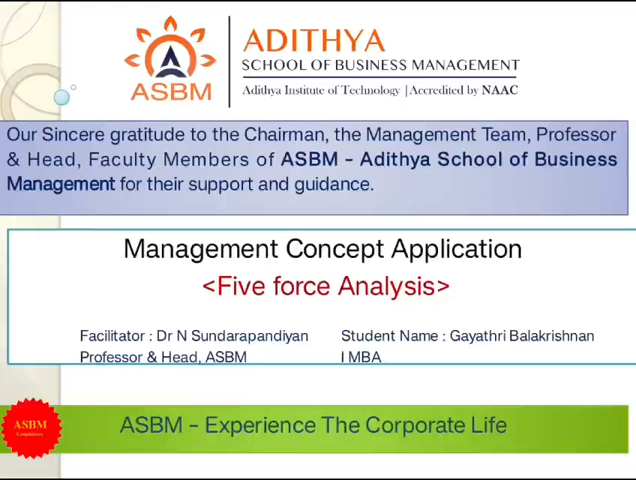 ASBM
ADITHYA
SCHOOL OF BUSINESS MANAGEMENT
Adithya Institute of Technology |Accredited by NAAC
Our Sincere gratitude to the Chairman, the Management Team, Professor
& Head, Faculty Members of ASBM – Adithya School of Business
Management for their support and guidance.
Management Concept Application
<Five force Analysis>
Facilitator : Dr N Sundarapandiyan
Professor & Head, ASBM
Student Name : Gayathri Balakrishnan
I MBA
ASBM
ASBM – Experience The Corporate Life